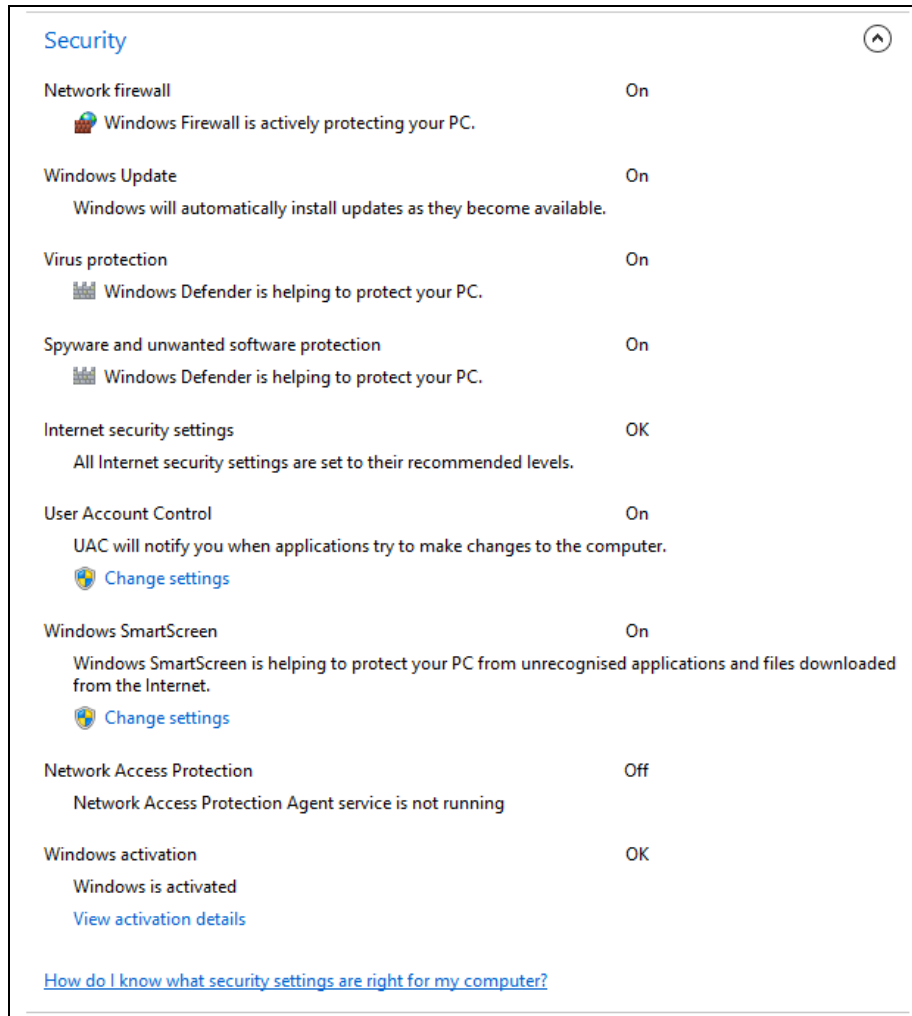 Security
Network firewall On
Windows Firewall is actively protecting your PC.
Windows Update On
Windows will automatically install updates as they become available.
Virus protection On
Windows Defender is helping to protect your PC.
Spyware and unwanted software protection On
Windows Defender is helping to protect your PC.
Internet security settings OK
All Internet security settings are set to their recommended levels.
User Account Control On
UAC will notify you when applications try to make changes to the computer.
Change settings
Windows SmartScreen On
Windows SmartScreen is helping to protect your PC from unrecognised applications and files downloaded
from the Internet.
Change settings
Network Access Protection Off
Network Access Protection Agent service is not running
Windows activation OK
Windows is activated
View activation details
How do I know what security settings are right for my computer?